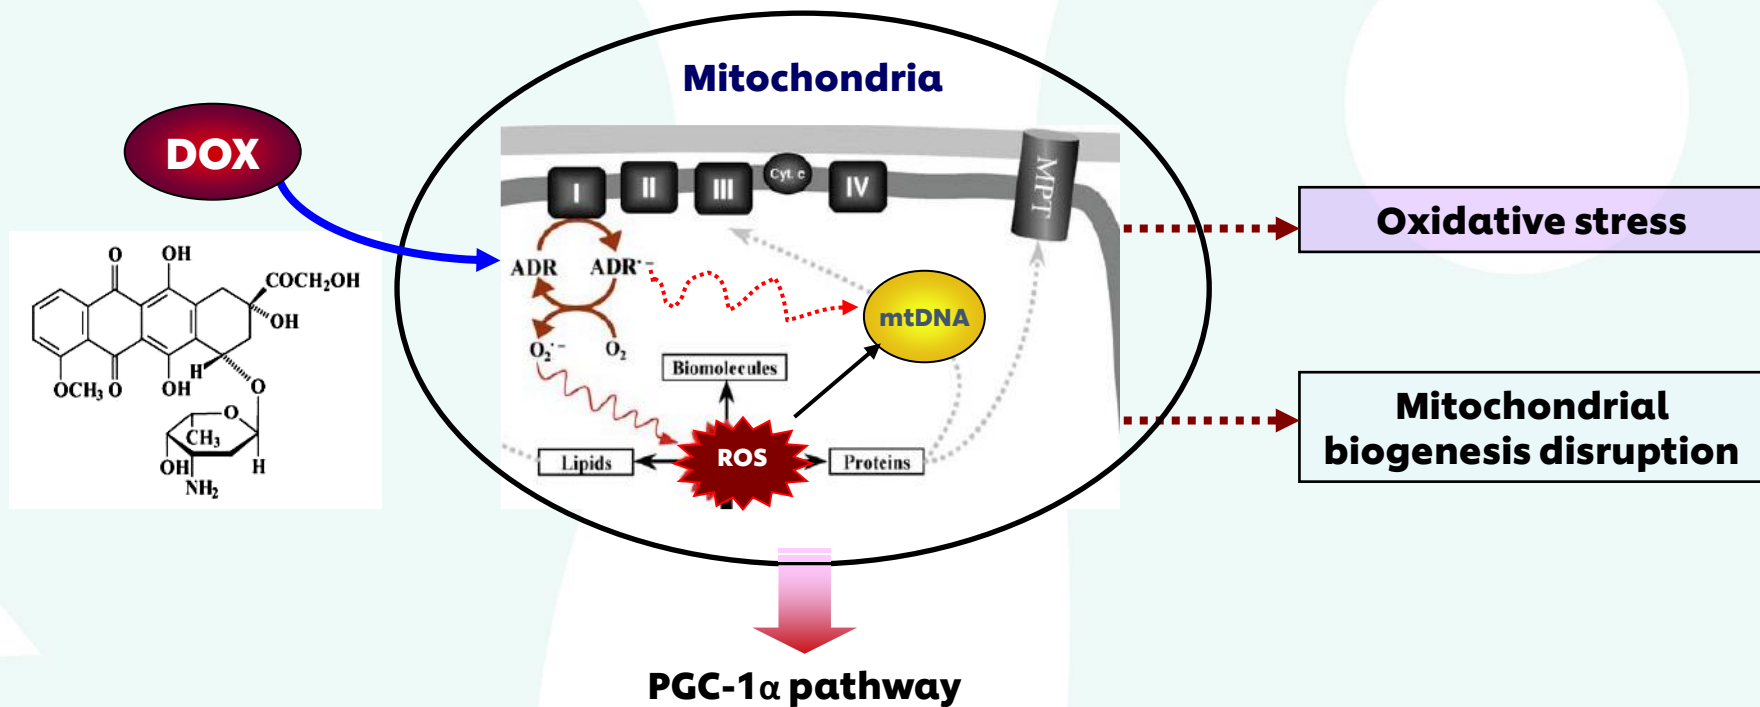 Mitochondria
DOX
I
II
III
Cyt. c
IV
MPT
Oxidative stress
O
OH
COCH₂OH
OH
H
OCH₃
O
OH
O
O
CH₃
OH
H
NH₂
ADR
ADR·⁻
mtDNA
O₂·⁻
O₂
Biomolecules
Lipids
ROS
Proteins
Mitochondrial
biogenesis disruption
PGC-1α pathway